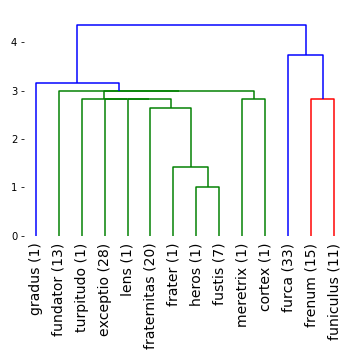 4
3
2
1
0
gradus (1)
fundator (13)
turpitudo (1)
exceptio (28)
lens (1)
fraternitas (20)
frater (1)
heros (1)
fustis (7)
meretrix (1)
cortex (1)
furca (33)
frenum (15)
funiculus (11)